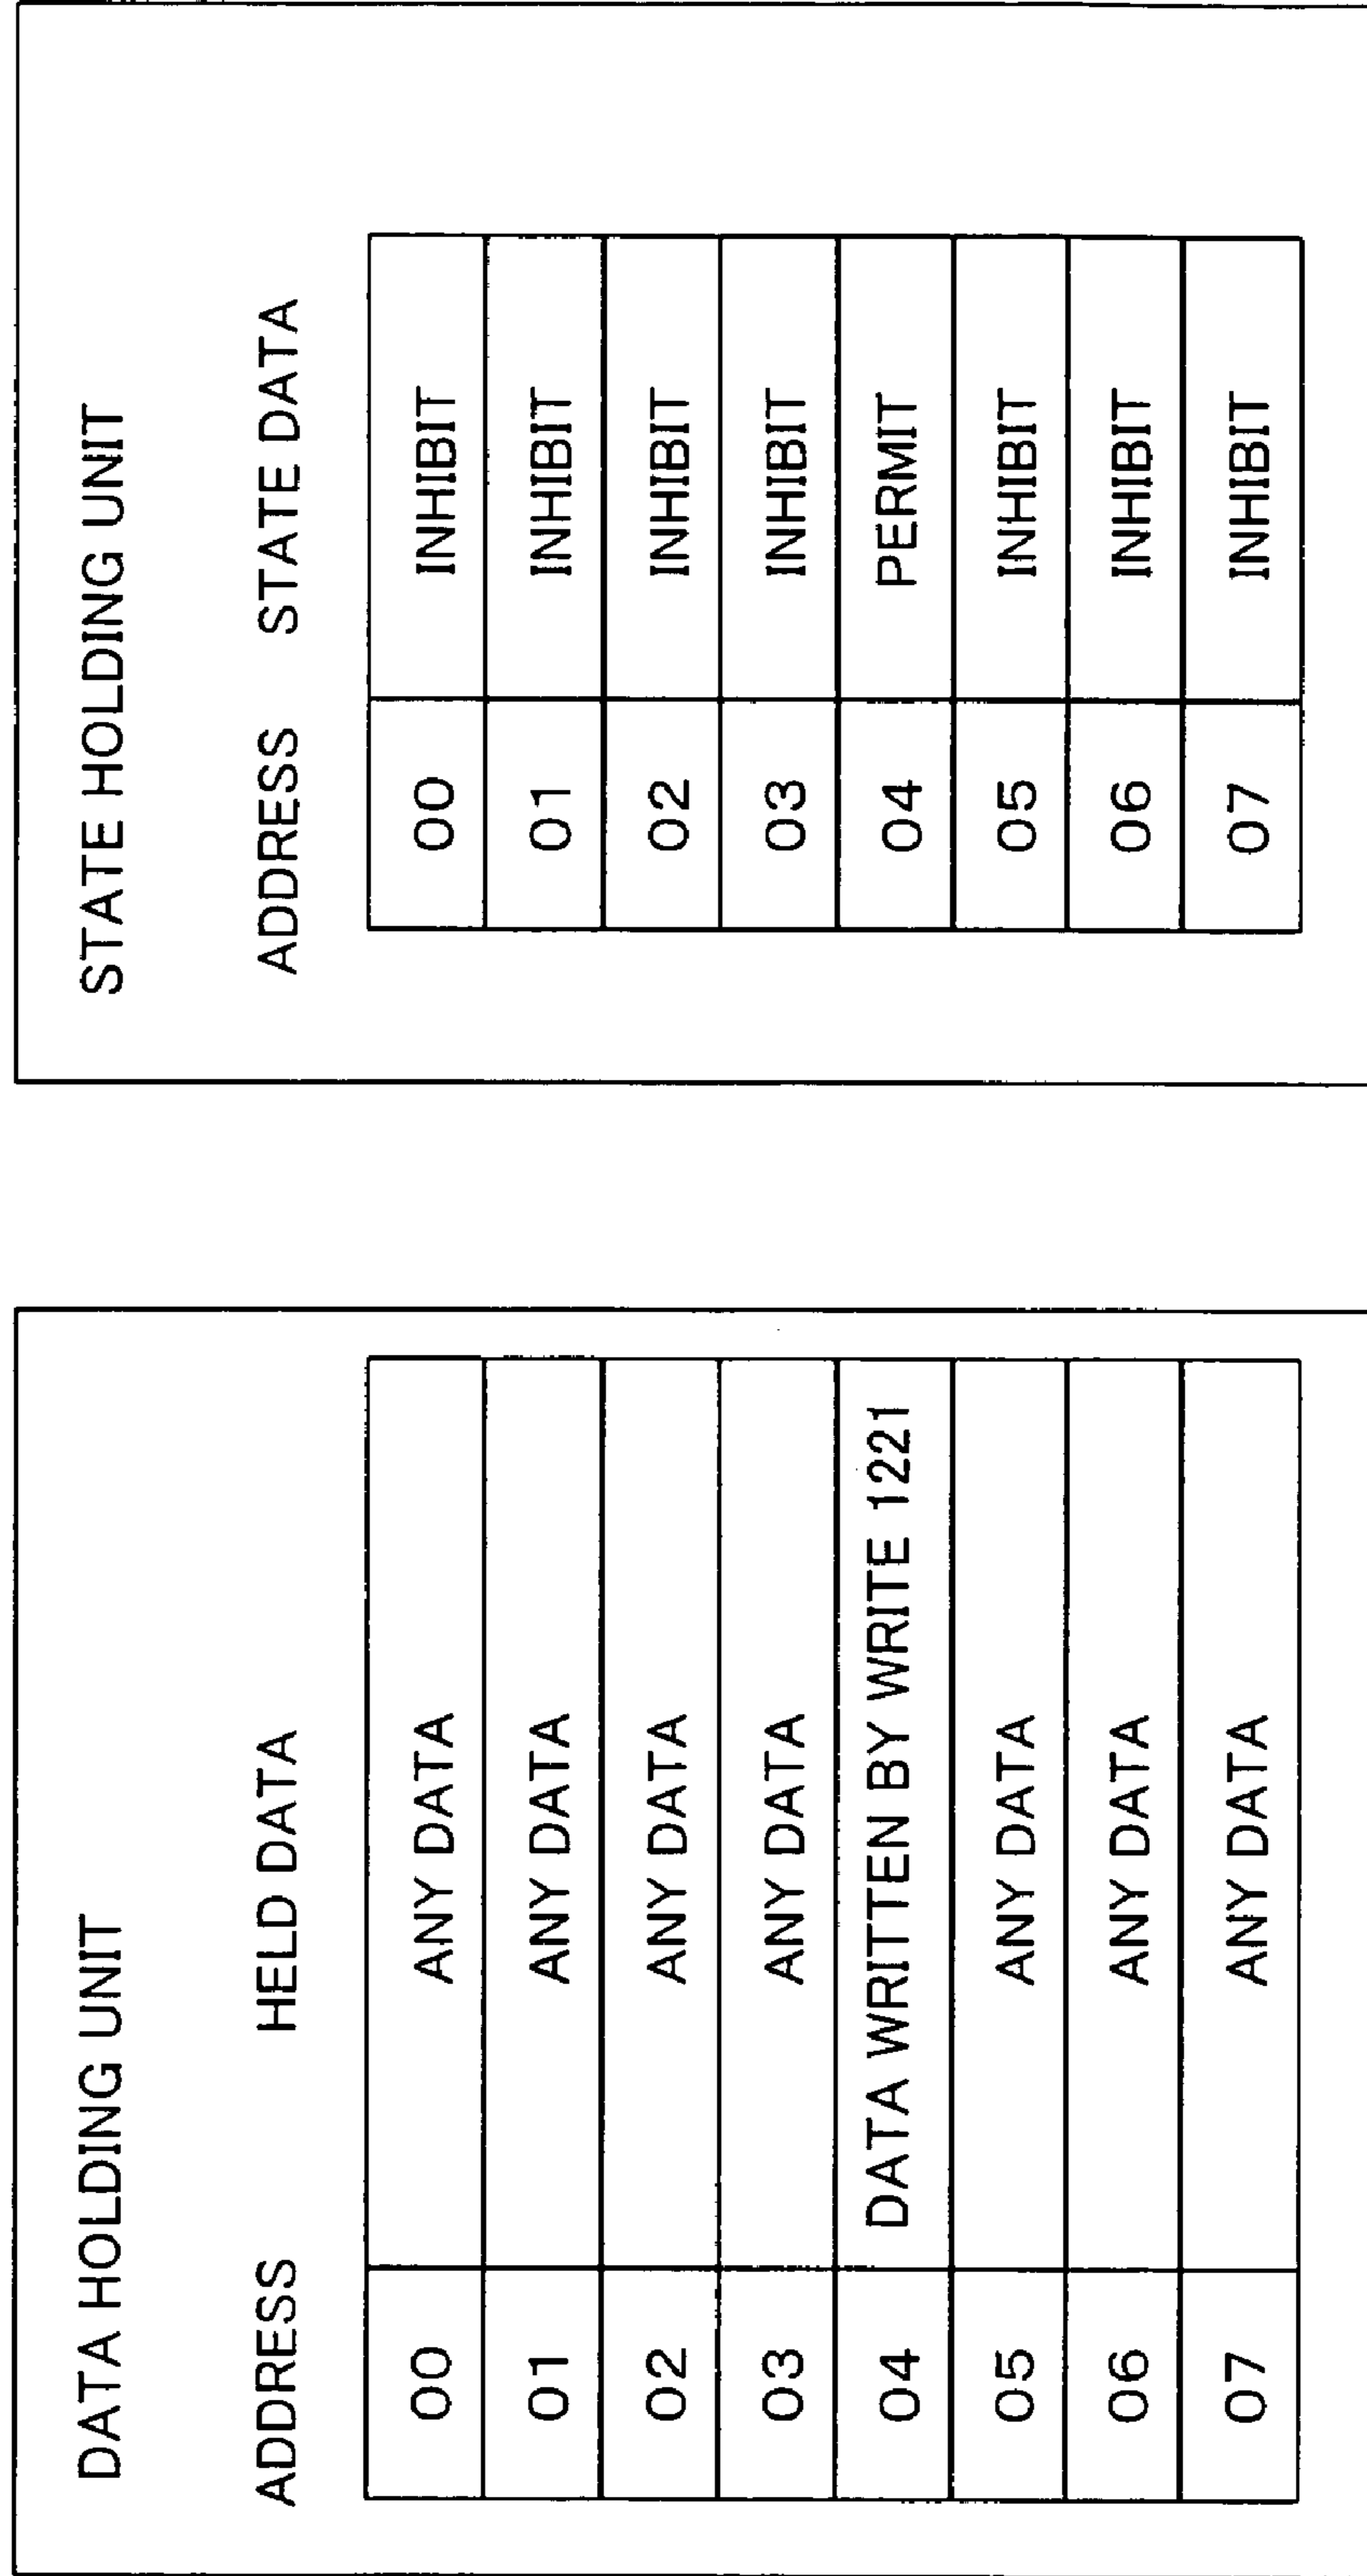 DATA HOLDING UNIT
ADDRESS HELD DATA
00 ANY DATA
01 ANY DATA
02 ANY DATA
03 ANY DATA
04 DATA WRITTEN BY WRITE 1221
05 ANY DATA
06 ANY DATA
07 ANY DATA
STATE HOLDING UNIT
ADDRESS STATE DATA
00 INHIBIT
01 INHIBIT
02 INHIBIT
03 INHIBIT
04 PERMIT
05 INHIBIT
06 INHIBIT
07 INHIBIT